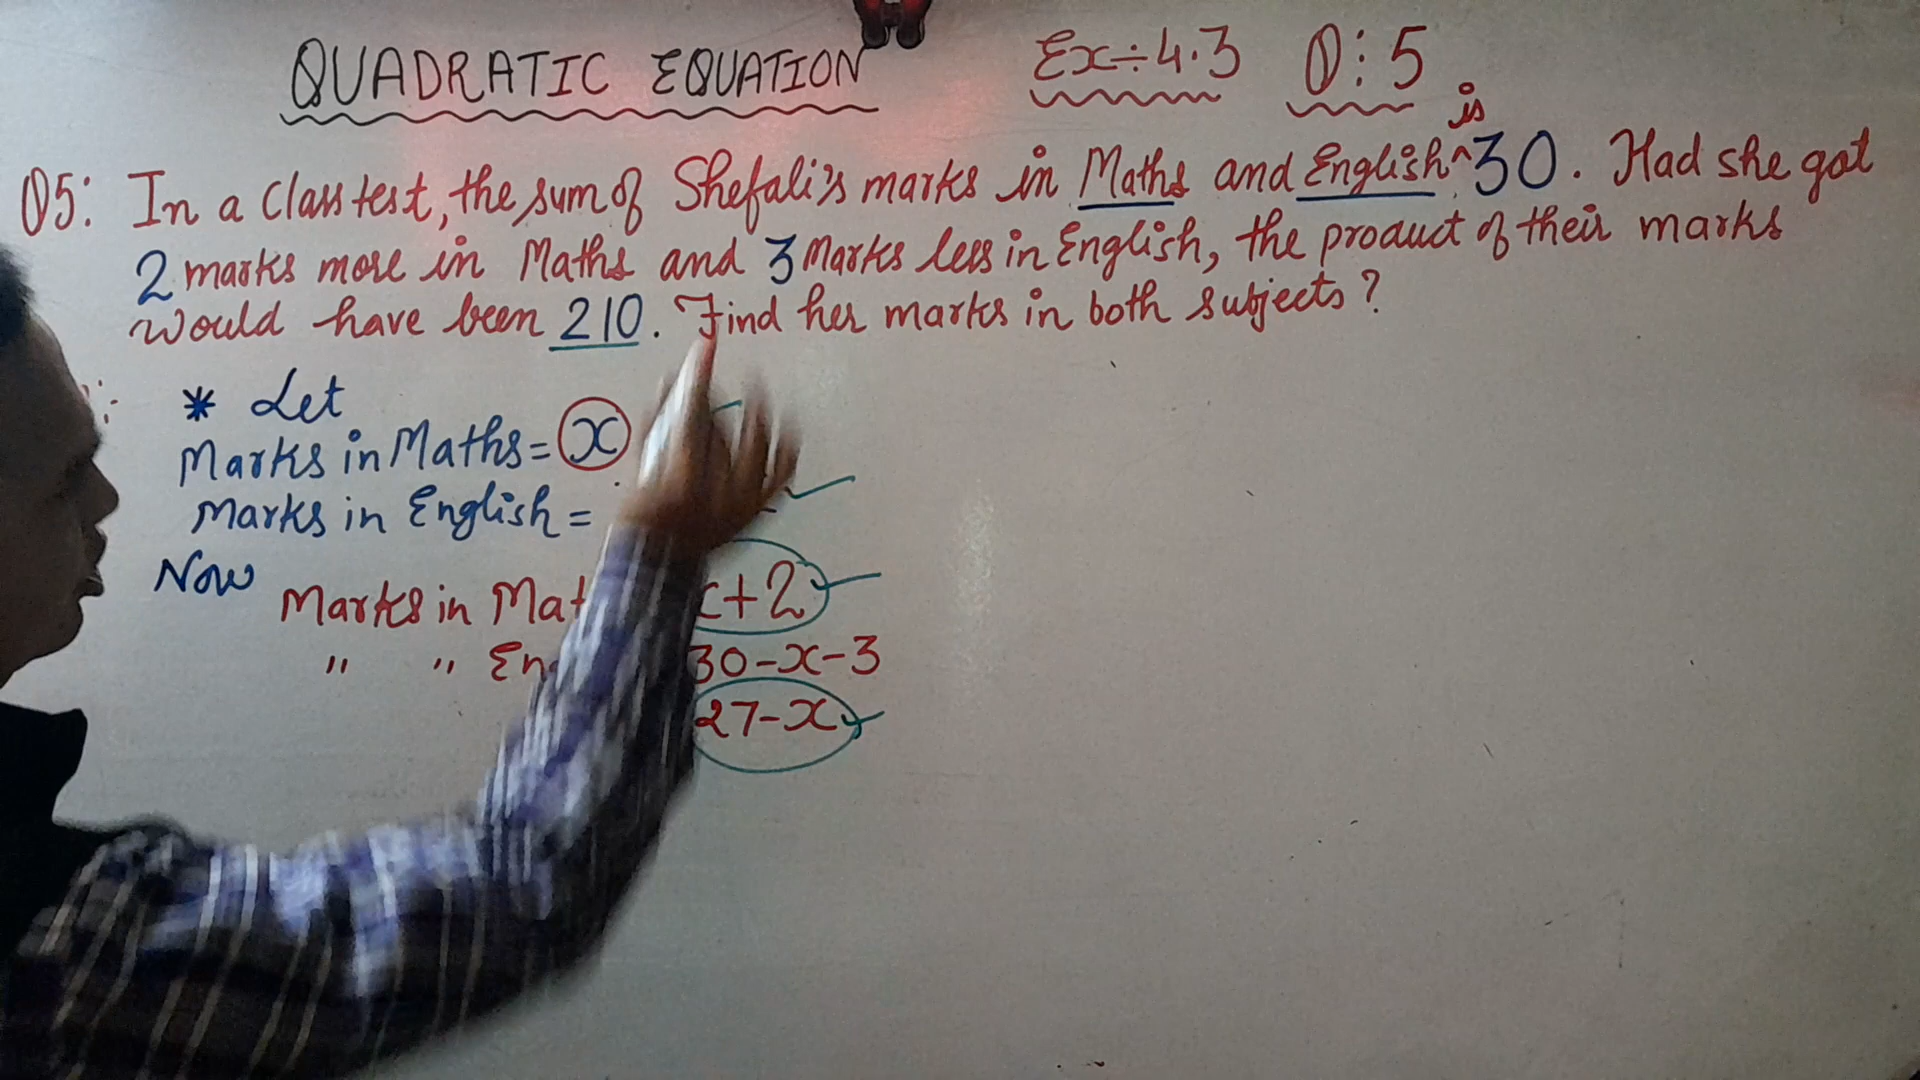 QUADRATIC EQUATION Ex÷4.3 Q:5
Q5: In a Class test, the sum of Shefali's marks in Maths and English ^ is 30. Had she got
2 marks more in Maths and 3 Marks less in English, the product of their marks
would have been 210. Find her marks in both subjects?
* Let
Marks in Maths = x
Marks in English =
Now
Marks in Mat x+2
" " En 30-x-3
27-x